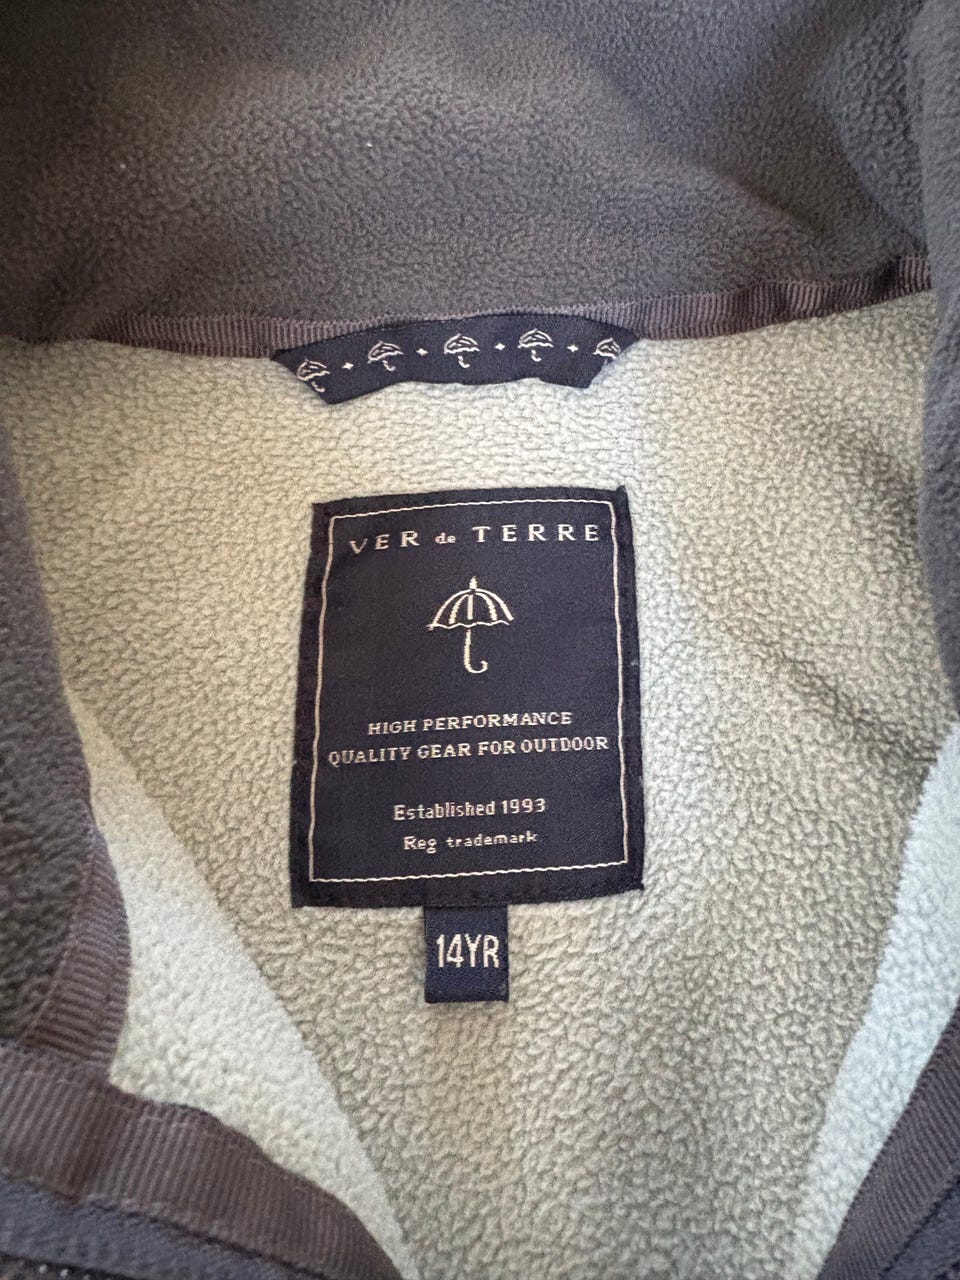 VER de TERRE
HIGH PERFORMANCE
QUALITY GEAR FOR OUTDOOR
Established 1993
Reg trademark
14YR